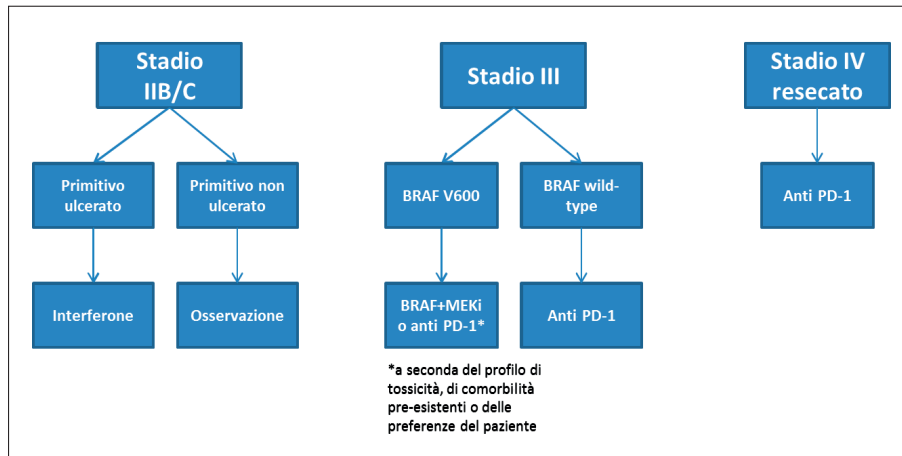 Stadio
IIB/C
Stadio III
Stadio IV
resecato
Primitivo
ulcerato
Primitivo non
ulcerato
BRAF V600
BRAF wild-
type
Anti PD-1
Interferone
Osservazione
BRAF+MEKi
o anti PD-1*
Anti PD-1
*a seconda del profilo di
tossicità, di comorbilità
pre-esistenti o delle
preferenze del paziente